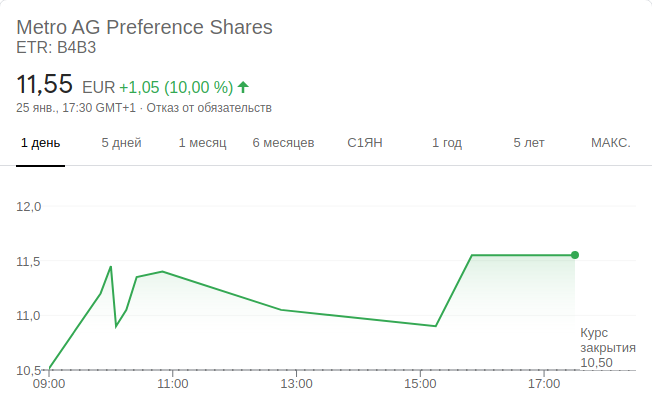 Metro AG Preference Shares
ETR: B4B3
11,55 EUR +1,05 (10,00 %)
25 янв., 17:30 GMT+1 · Отказ от обязательств
1 день 5 дней 1 месяц 6 месяцев С1ЯН 1 год 5 лет МАКС.
12,0
11,5
11,0
Курс
закрытия
10,50
10,5
09:00 11:00 13:00 15:00 17:00